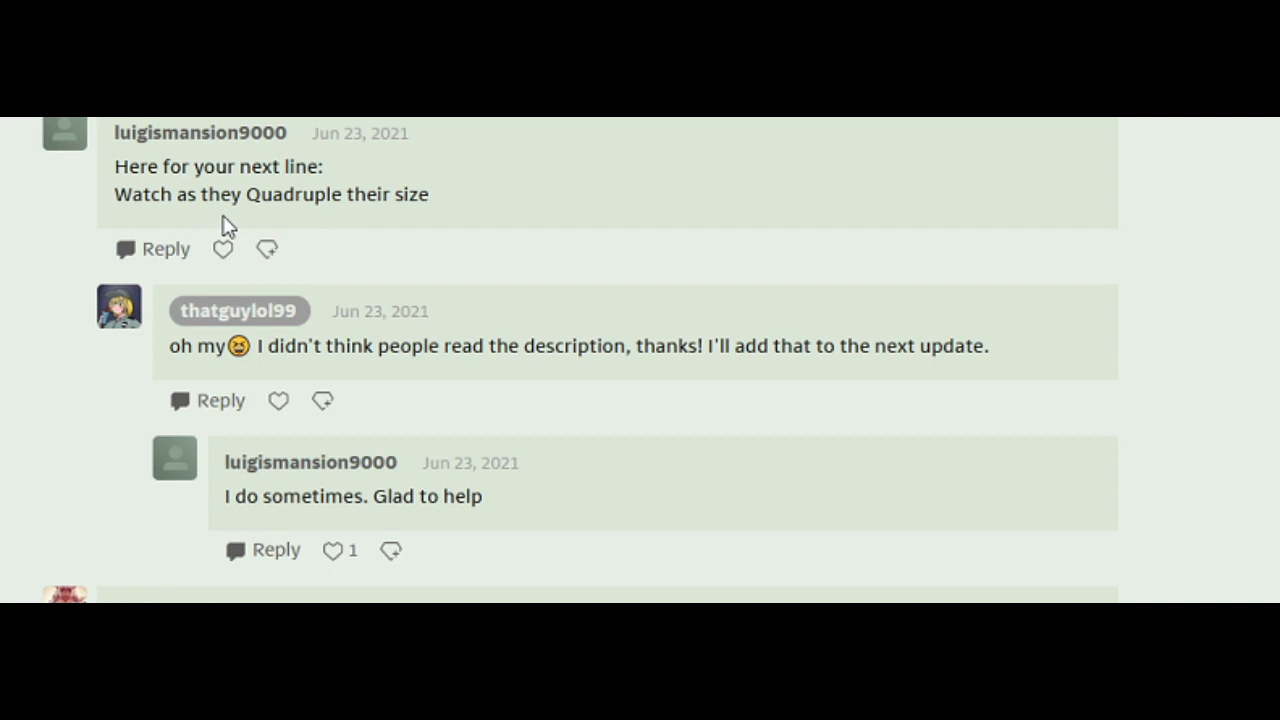 luigismansion9000 Jun 23, 2021
Here for your next line:
Watch as they Quadruple their size
Reply
thatguylol99 Jun 23, 2021
oh my😆 I didn't think people read the description, thanks! I'll add that to the next update.
Reply
luigismansion9000 Jun 23, 2021
I do sometimes. Glad to help
Reply 1